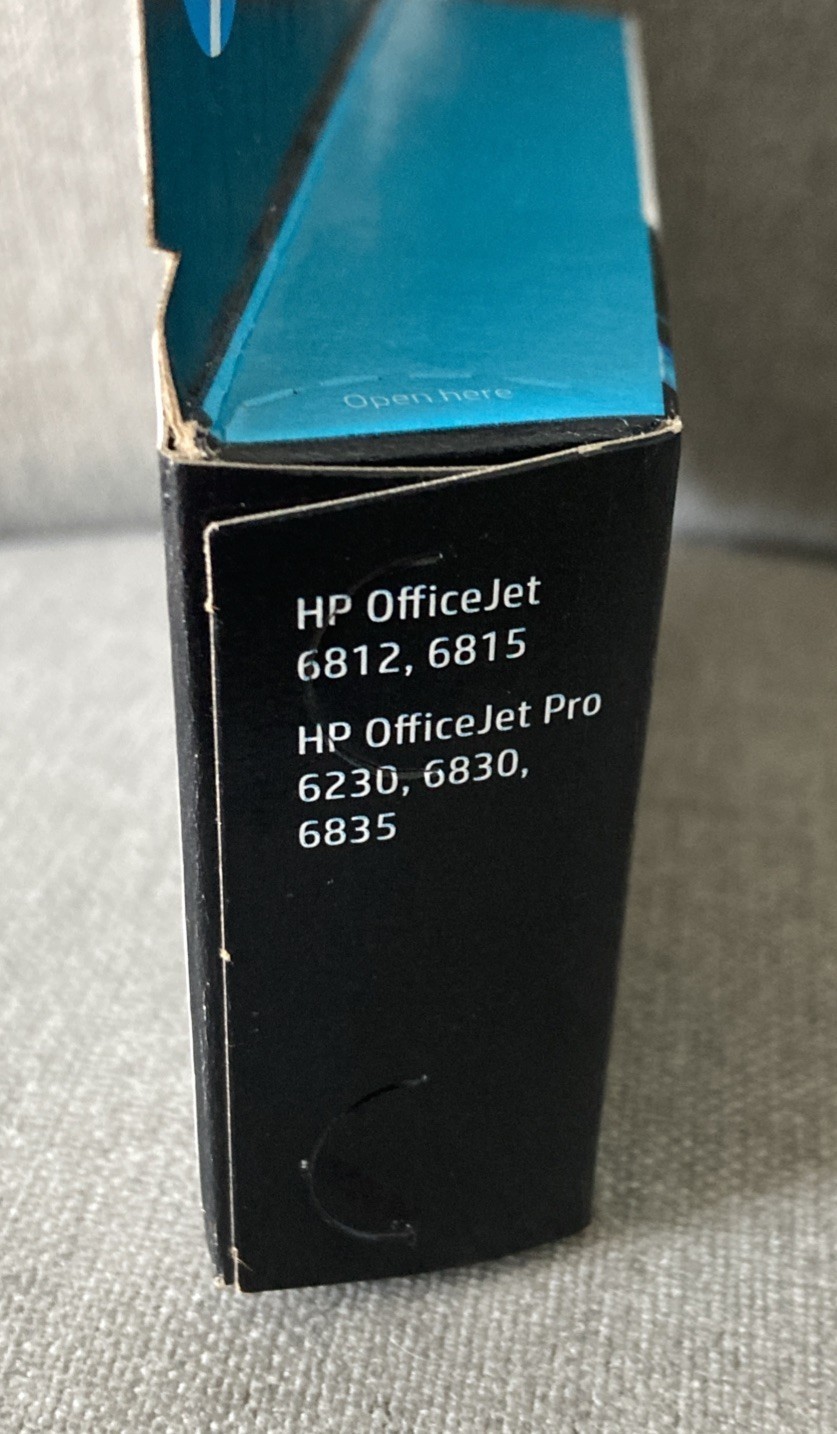 Open here
HP OfficeJet
6812, 6815
HP OfficeJet Pro
6230, 6830,
6835